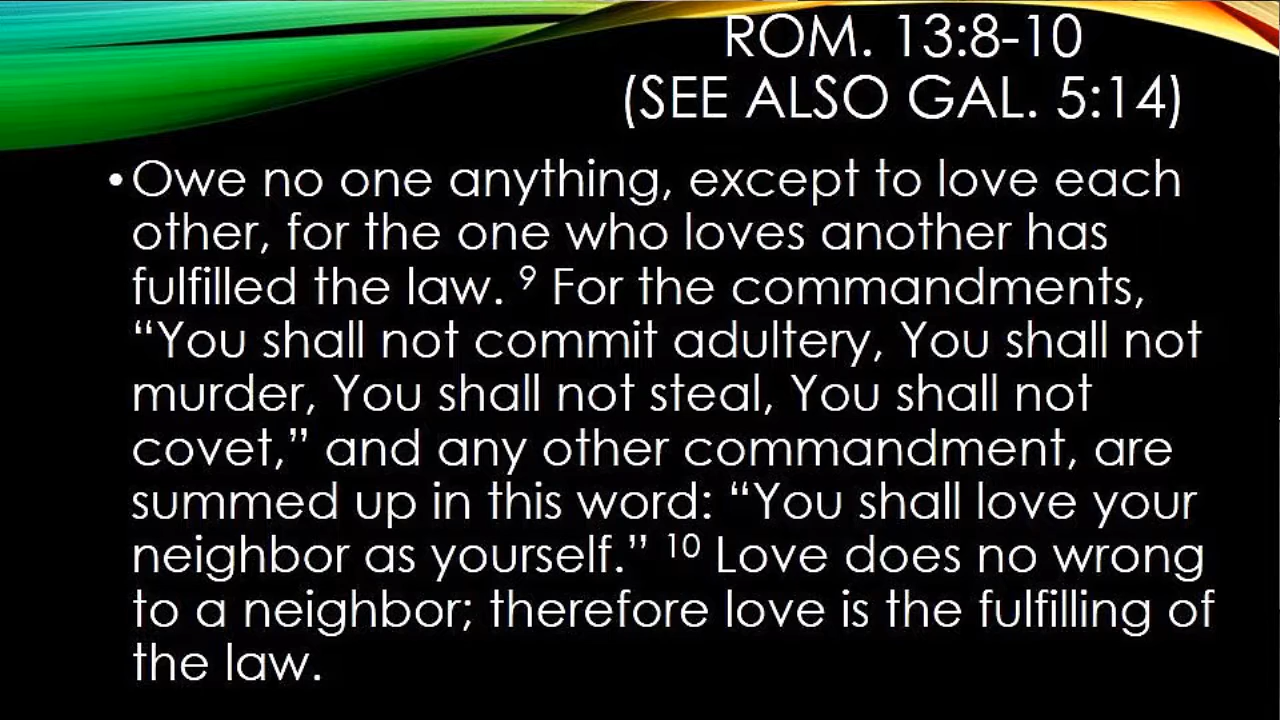 ROM. 13:8-10
(SEE ALSO GAL. 5:14)
•Owe no one anything, except to love each
other, for the one who loves another has
fulfilled the law. ⁹ For the commandments,
“You shall not commit adultery, You shall not
murder, You shall not steal, You shall not
covet,” and any other commandment, are
summed up in this word: “You shall love your
neighbor as yourself.” ¹⁰ Love does no wrong
to a neighbor; therefore love is the fulfilling of
the law.